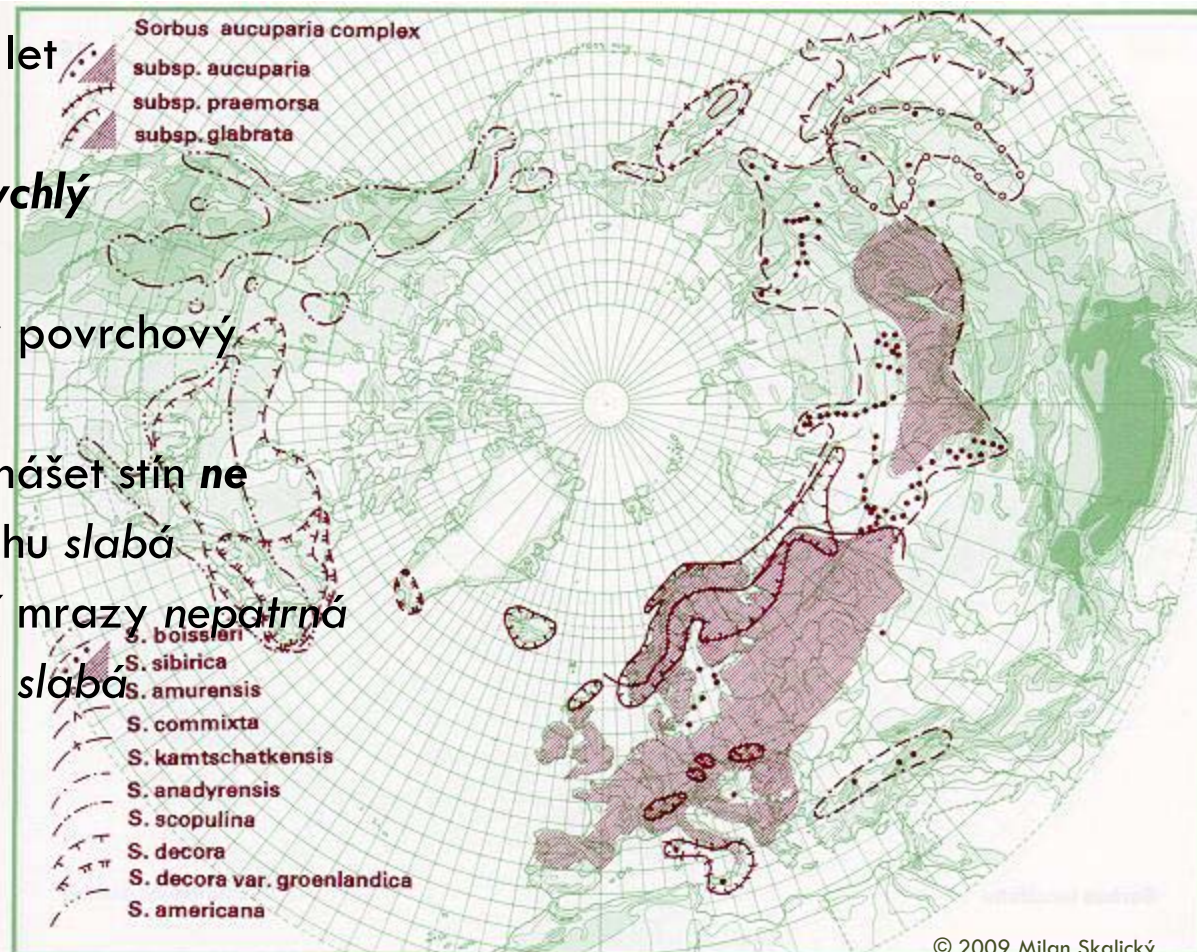 Sorbus aucuparia complex
let
subsp. aucuparia
subsp. praemorsa
subsp. glabrata
ychlý
povrchový
nášet stín ne
hu slabá
mrazy nepatrná
S. boissieri
S. sibirica
slabá
S. amurensis
S. commixta
S. kamtschatkensis
S. anadyrensis
S. scopulina
S. decora
S. decora var. groenlandica
S. americana
© 2009 Milan Skalický